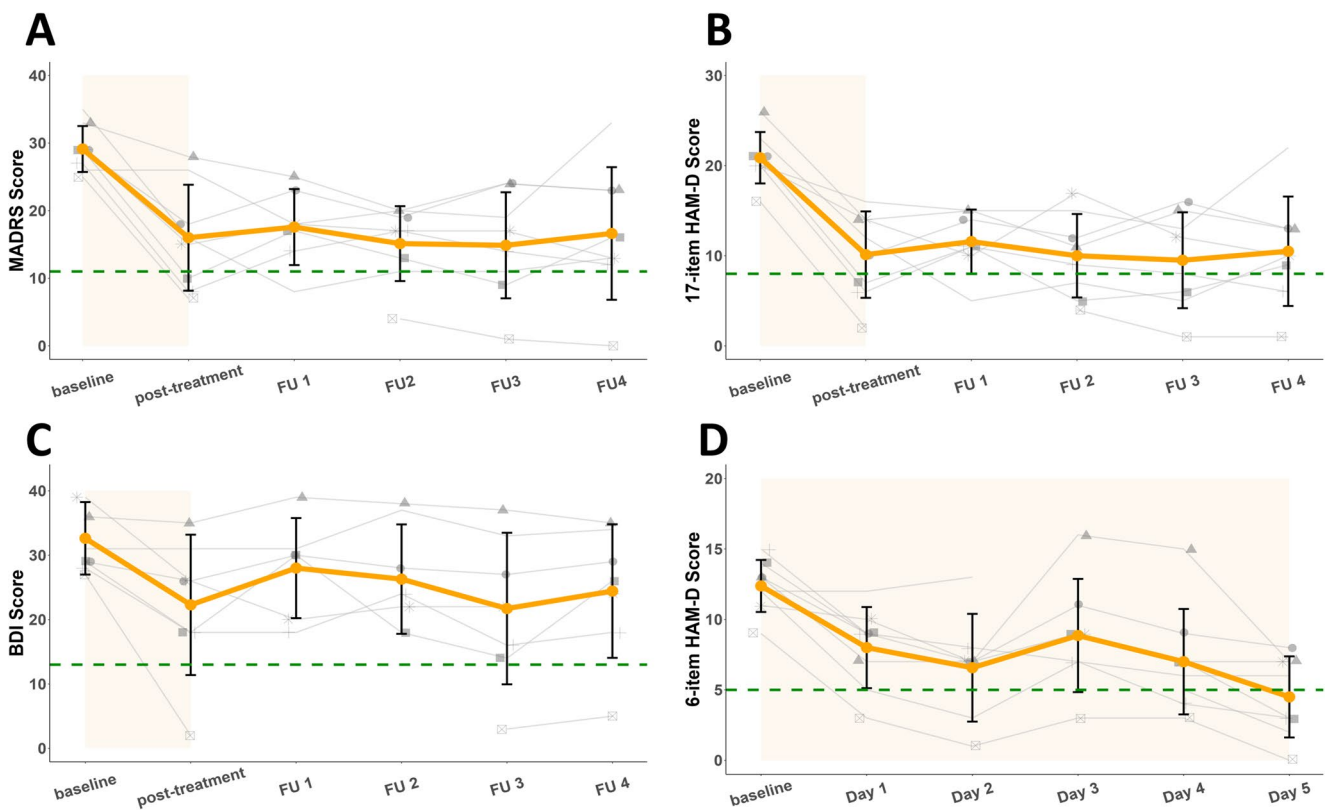 A
MADRS Score
40
30
20
10
0
baseline
post-treatment
FU 1
FU2
FU3
FU4
B
17-item HAM-D Score
30
20
10
0
baseline
post-treatment
FU 1
FU 2
FU 3
FU 4
C
BDI Score
40
30
20
10
0
baseline
post-treatment
FU 1
FU 2
FU 3
FU 4
D
6-item HAM-D Score
20
15
10
5
0
baseline
Day 1
Day 2
Day 3
Day 4
Day 5